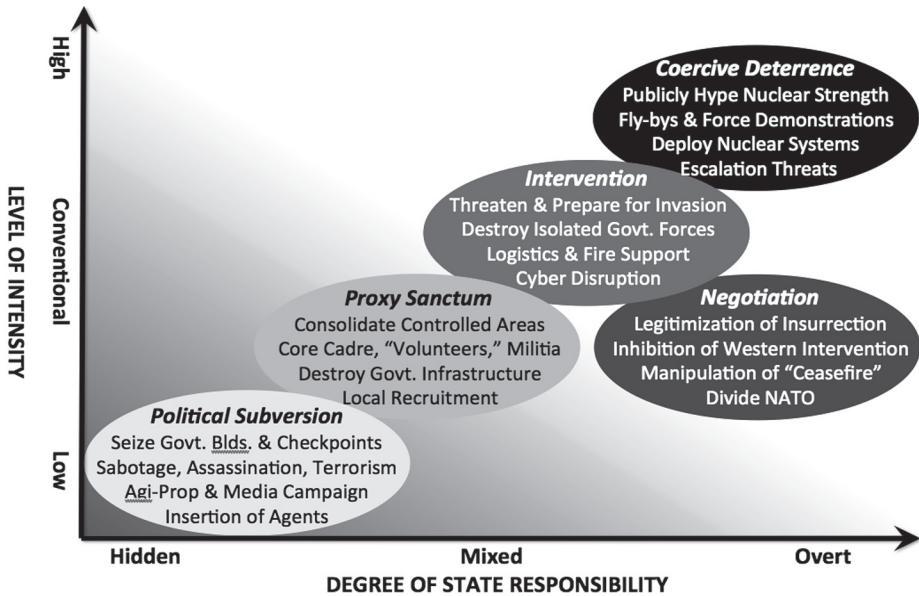 High
Coercive Deterrence
Publicly Hype Nuclear Strength
Fly-bys & Force Demonstrations
Deploy Nuclear Systems
Escalation Threats
LEVEL OF INTENSITY
Conventional
Intervention
Threaten & Prepare for Invasion
Destroy Isolated Govt. Forces
Logistics & Fire Support
Cyber Disruption
Proxy Sanctum
Consolidate Controlled Areas
Core Cadre, “Volunteers,” Militia
Destroy Govt. Infrastructure
Local Recruitment
Negotiation
Legitimization of Insurrection
Inhibition of Western Intervention
Manipulation of “Ceasefire”
Divide NATO
Low
Political Subversion
Seize Govt. Blds. & Checkpoints
Sabotage, Assassination, Terrorism
Agi-Prop & Media Campaign
Insertion of Agents
Hidden
Mixed
Overt
DEGREE OF STATE RESPONSIBILITY